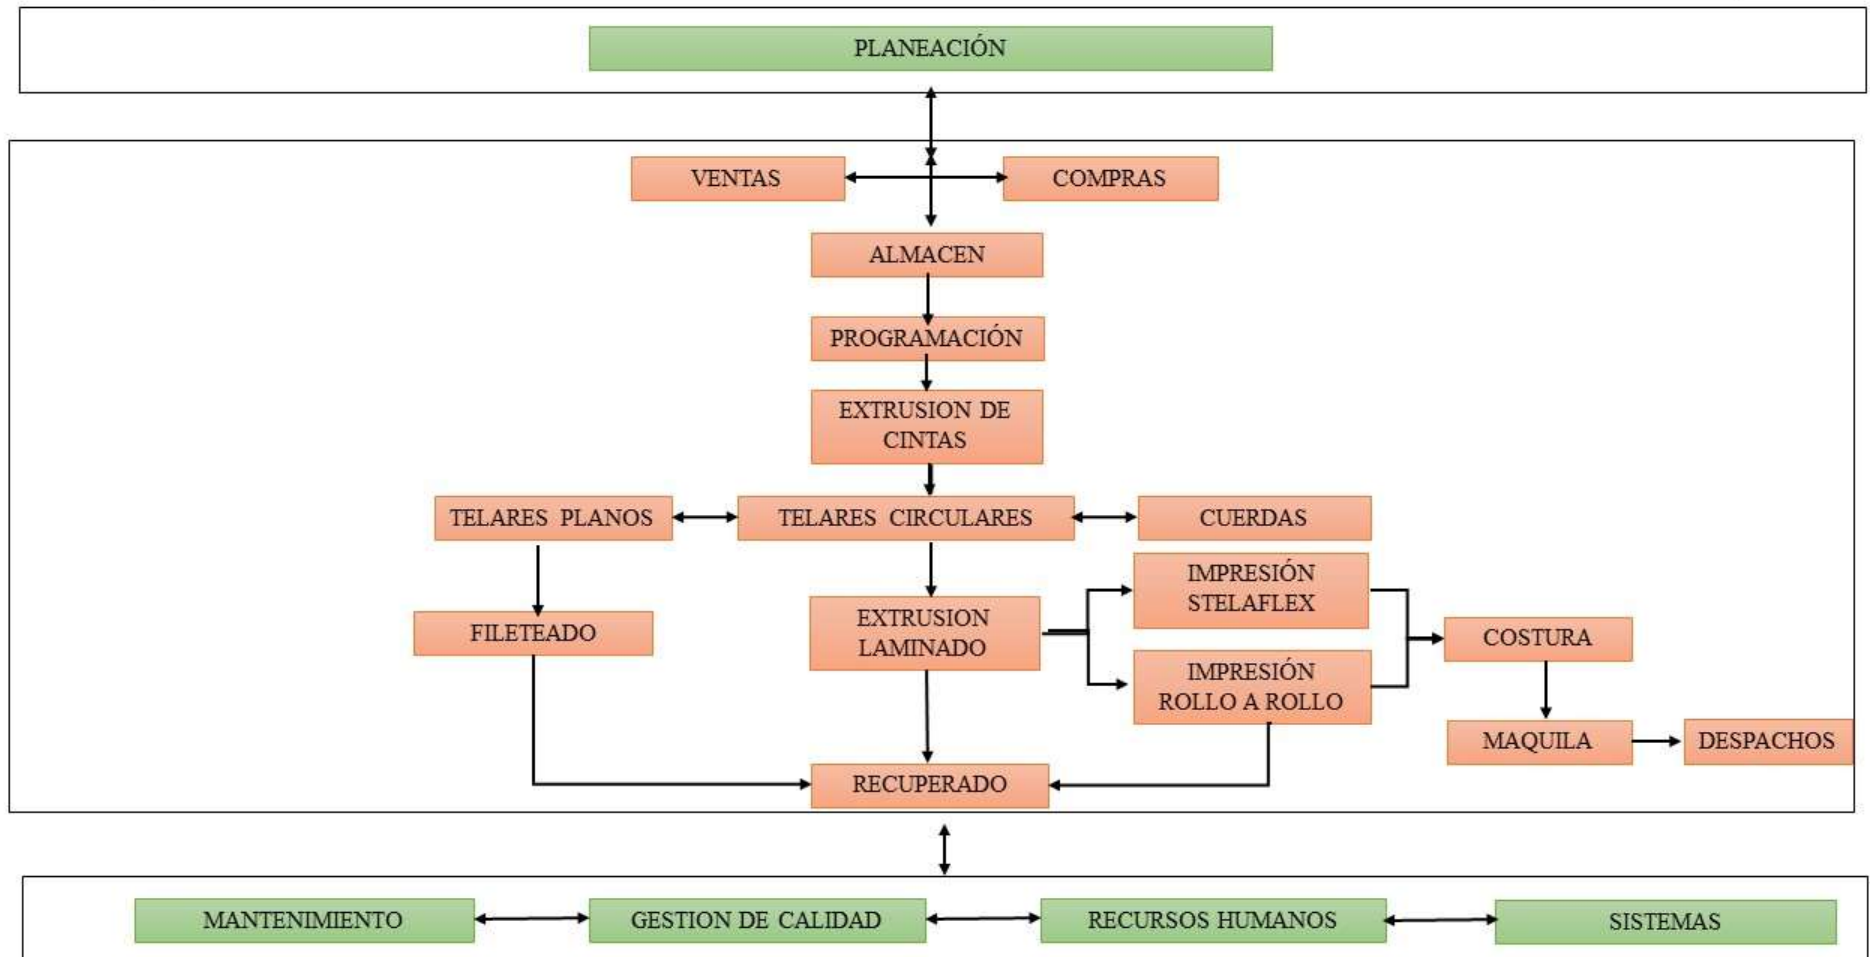 PLANEACIÓN
VENTAS
COMPRAS
ALMACEN
PROGRAMACIÓN
EXTRUSION DE
CINTAS
TELARES PLANOS
TELARES CIRCULARES
CUERDAS
IMPRESIÓN
STELAFLEX
FILETEADO
EXTRUSION
LAMINADO
COSTURA
IMPRESIÓN
ROLLO A ROLLO
MAQUILA
DESPACHOS
RECUPERADO
MANTENIMIENTO
GESTION DE CALIDAD
RECURSOS HUMANOS
SISTEMAS